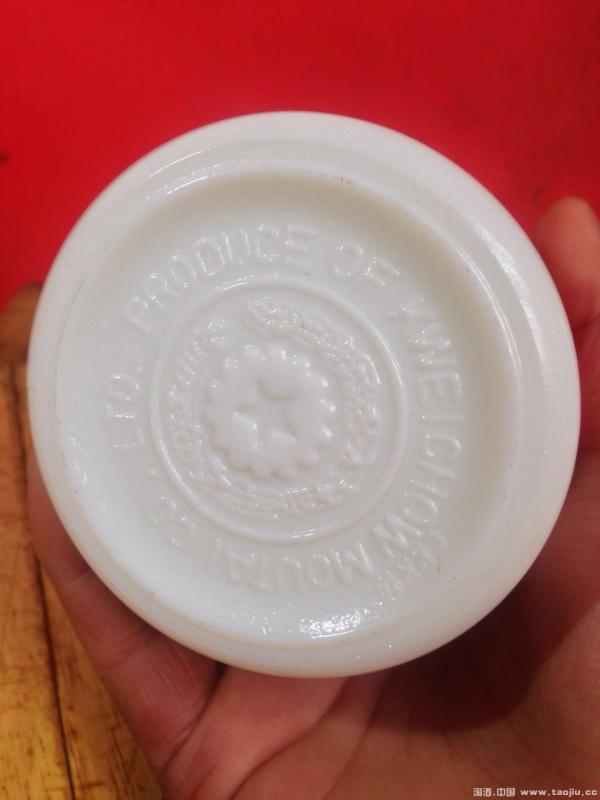 PRODUCE OF KWEICHOW MOUTAI CO., LTD.
淘酒.中国 www.taojiu.cc